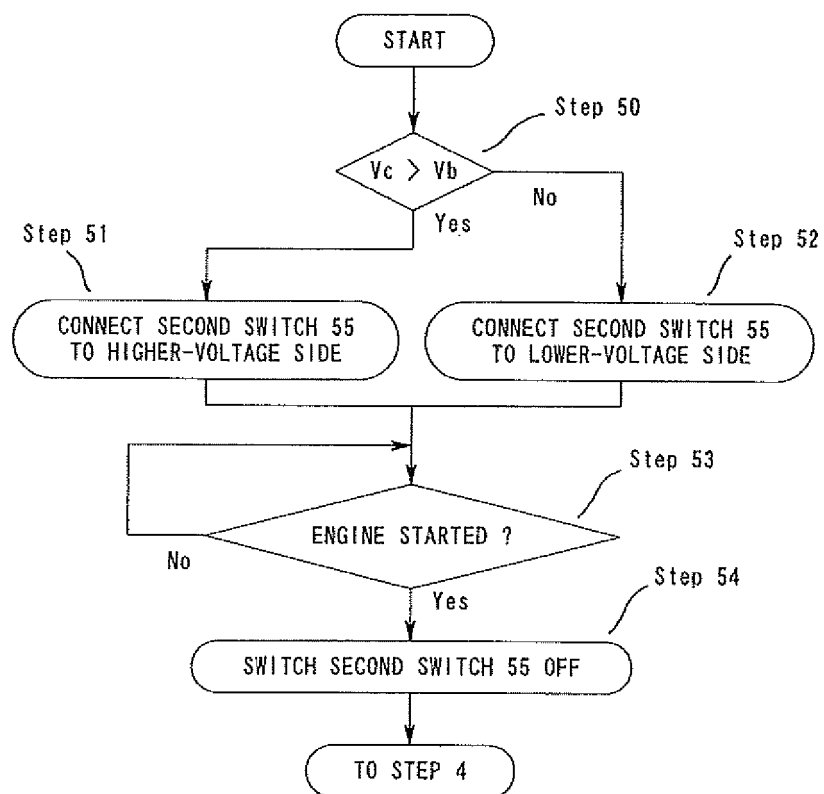 START
Step 50
Vc > Vb
No
Yes
Step 51
Step 52
CONNECT SECOND SWITCH 55
TO HIGHER-VOLTAGE SIDE
CONNECT SECOND SWITCH 55
TO LOWER-VOLTAGE SIDE
Step 53
ENGINE STARTED ?
No
Yes
Step 54
SWITCH SECOND SWITCH 55 OFF
TO STEP 4